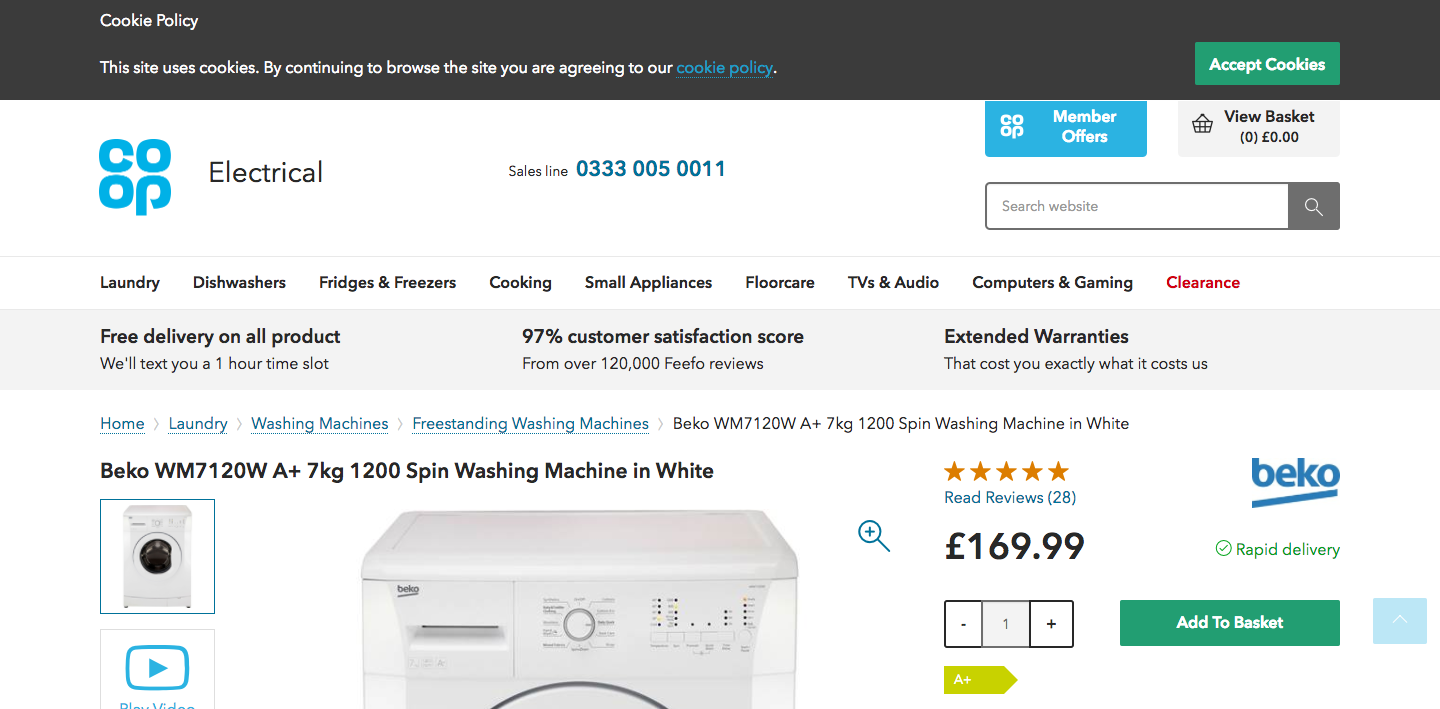 Cookie Policy
This site uses cookies. By continuing to browse the site you are agreeing to our cookie policy.
Accept Cookies
co
op
Electrical
Sales line 0333 005 0011
co
op
Member
Offers
View Basket
(0) £0.00
Search website
Laundry Dishwashers Fridges & Freezers Cooking Small Appliances Floorcare TVs & Audio Computers & Gaming Clearance
Free delivery on all product
We'll text you a 1 hour time slot
97% customer satisfaction score
From over 120,000 Feefo reviews
Extended Warranties
That cost you exactly what it costs us
Home Laundry Washing Machines Freestanding Washing Machines Beko WM7120W A+ 7kg 1200 Spin Washing Machine in White
Beko WM7120W A+ 7kg 1200 Spin Washing Machine in White
Read Reviews (28)
beko
£169.99
Rapid delivery
- 1 +
Add To Basket
A+
beko
Play Video